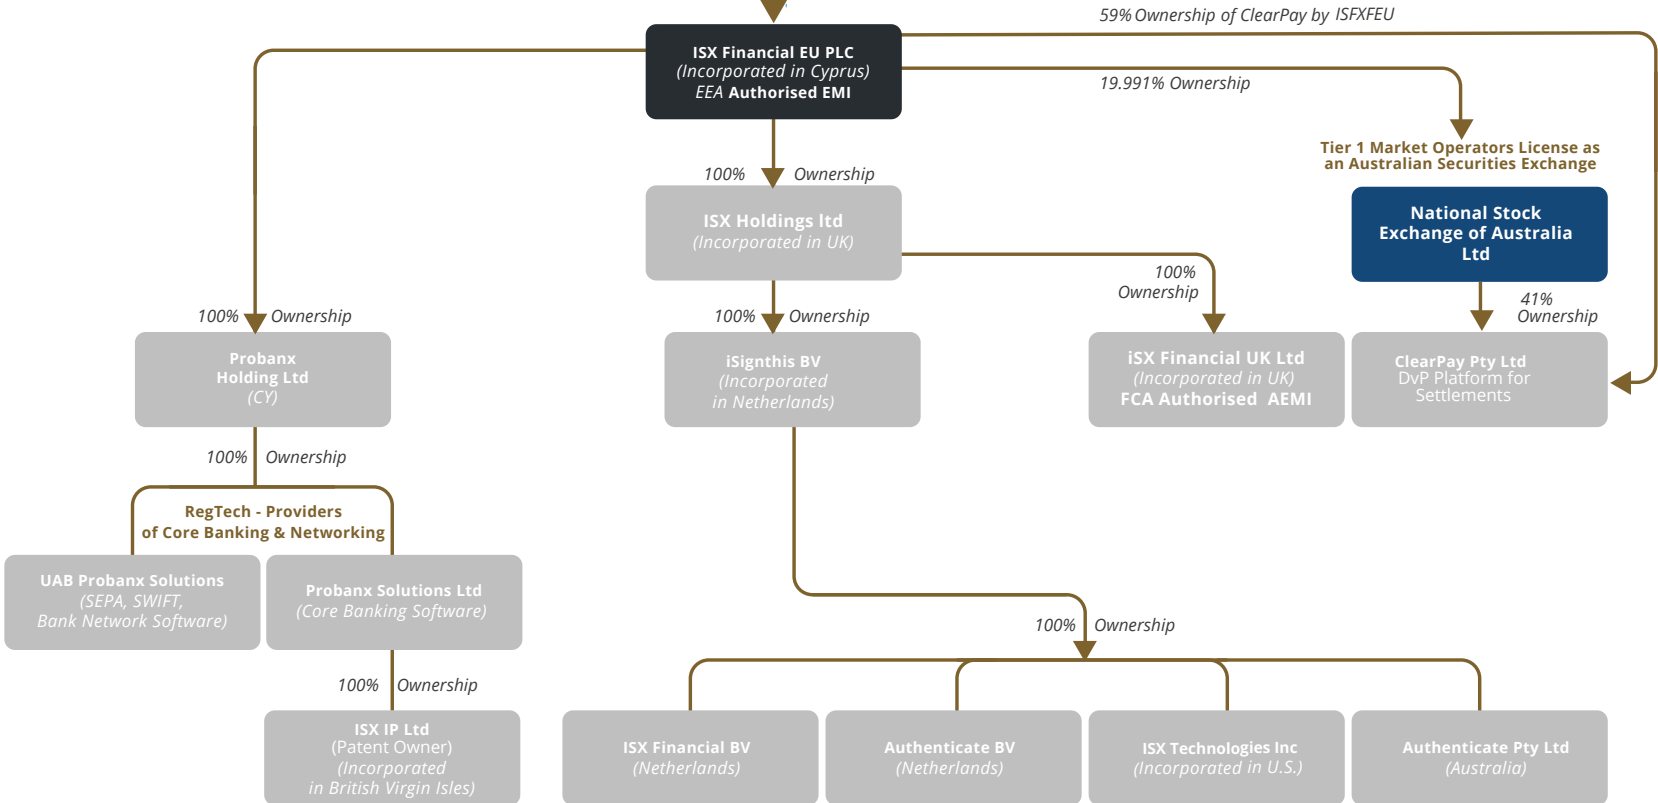 59% Ownership of ClearPay by ISFXFEU
ISX Financial EU PLC
(Incorporated in Cyprus)
EEA Authorised EMI
19.991% Ownership
Tier 1 Market Operators License as
an Australian Securities Exchange
100% Ownership
ISX Holdings ltd
(Incorporated in UK)
National Stock
Exchange of Australia
Ltd
100%
Ownership
41%
Ownership
100% Ownership
100% Ownership
Probanx
Holding Ltd
(CY)
iSignthis BV
(Incorporated
in Netherlands)
iSX Financial UK Ltd
(Incorporated in UK)
FCA Authorised AEMI
ClearPay Pty Ltd
DvP Platform for
Settlements
100% Ownership
RegTech - Providers
of Core Banking & Networking
UAB Probanx Solutions
(SEPA, SWIFT,
Bank Network Software)
Probanx Solutions Ltd
(Core Banking Software)
100% Ownership
100% Ownership
ISX IP Ltd
(Patent Owner)
(Incorporated
in British Virgin Isles)
ISX Financial BV
(Netherlands)
Authenticate BV
(Netherlands)
ISX Technologies Inc
(Incorporated in U.S.)
Authenticate Pty Ltd
(Australia)